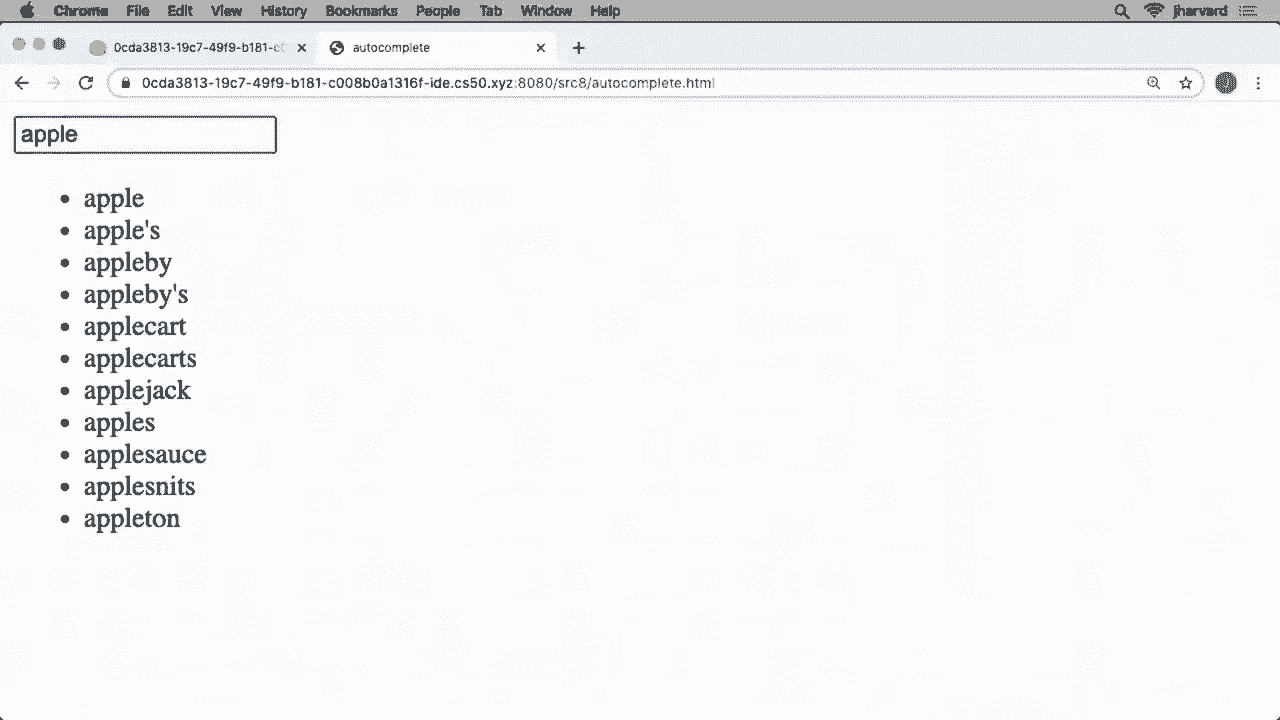 Chrome File Edit View History Bookmarks People Tab Window Help jharvard
0cda3813-19c7-49f9-b181-c0 autocomplete
0cda3813-19c7-49f9-b181-c008b0a1316f-ide.cs50.xyz:8080/src8/autocomplete.html
apple
apple
apple's
appleby
appleby's
applecart
applecarts
applejack
apples
applesauce
applesnits
appleton